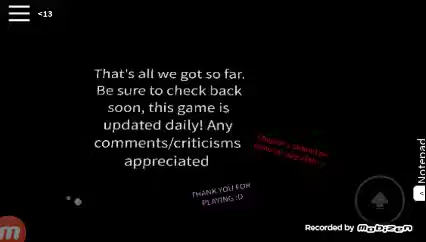 <13
That's all we got so far.
Be sure to check back
soon, this game is
updated daily! Any
comments/criticisms
appreciated
THANK YOU FOR
PLAYING :D
Notepad
Recorded by Mobizen